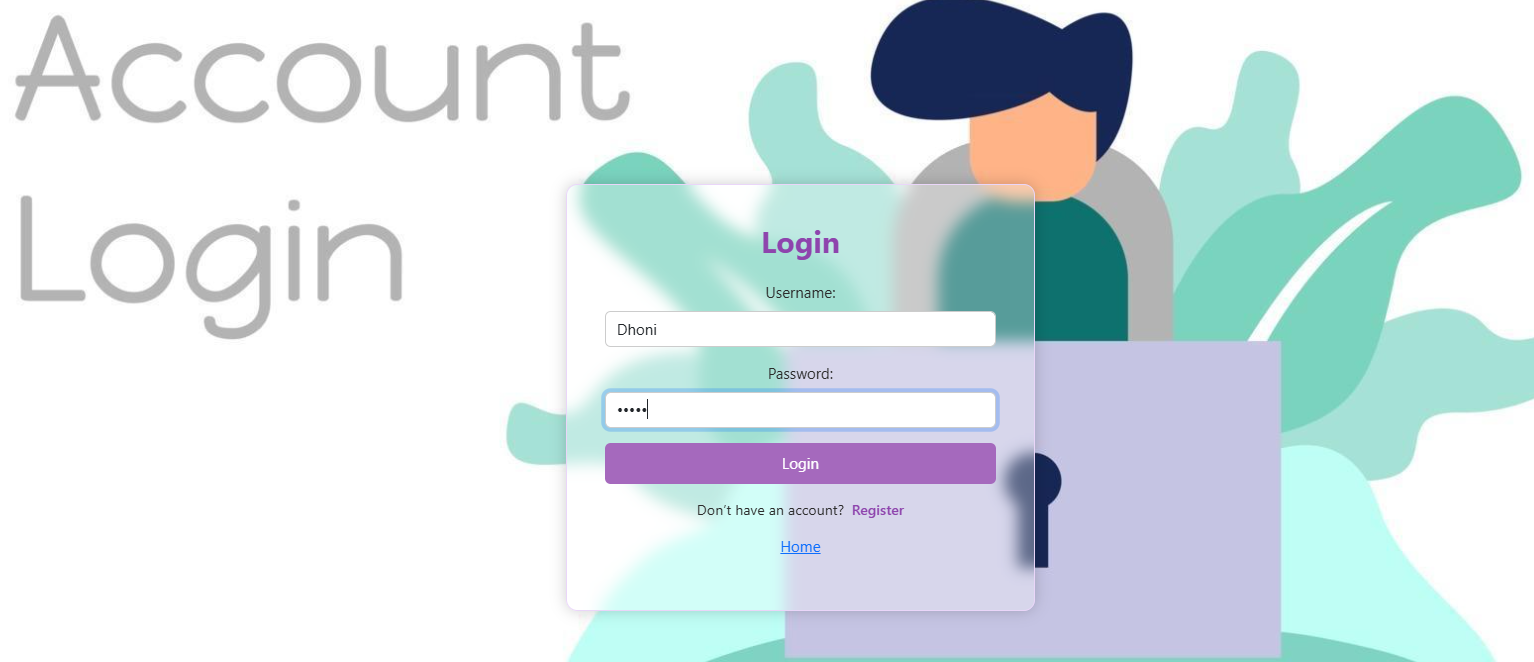 Account
Login
Login
Username:
Dhoni
Password:
•••••
Login
Don't have an account? Register
Home